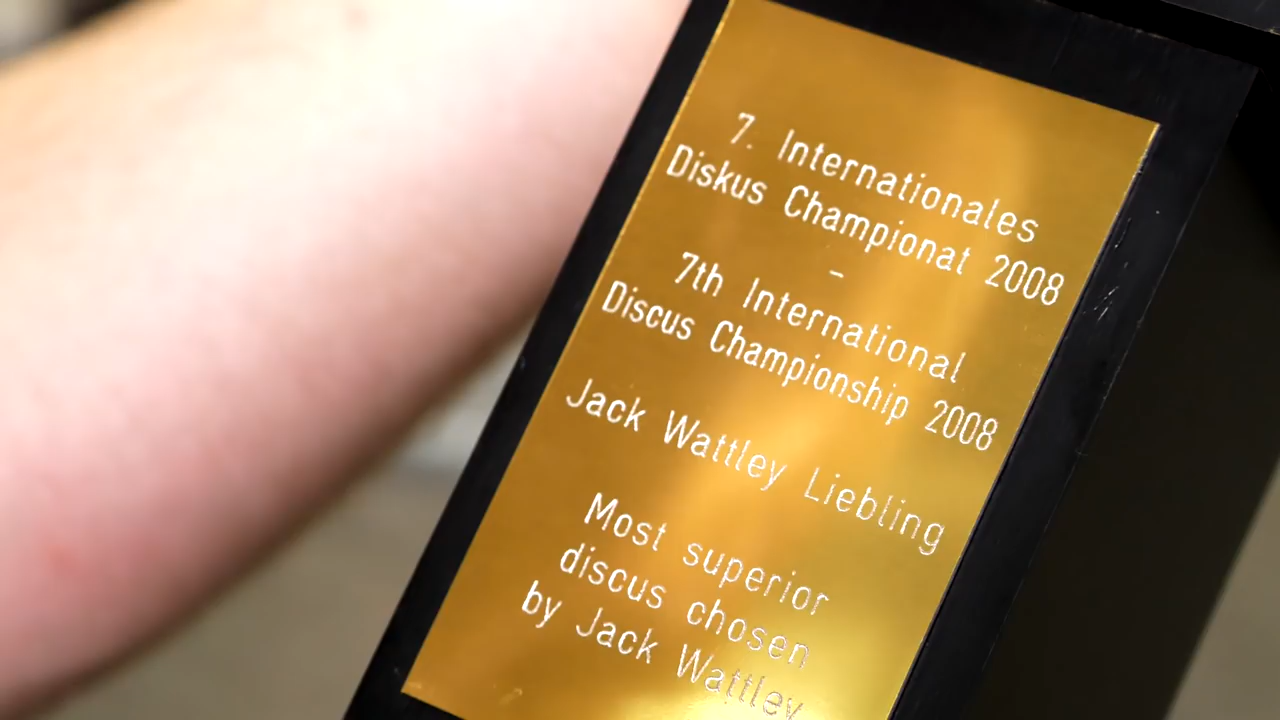 7. Internationales
Diskus Championat 2008
-
7th International
Discus Championship 2008
Jack Wattley Liebling
Most superior
discus chosen
by Jack Wattley